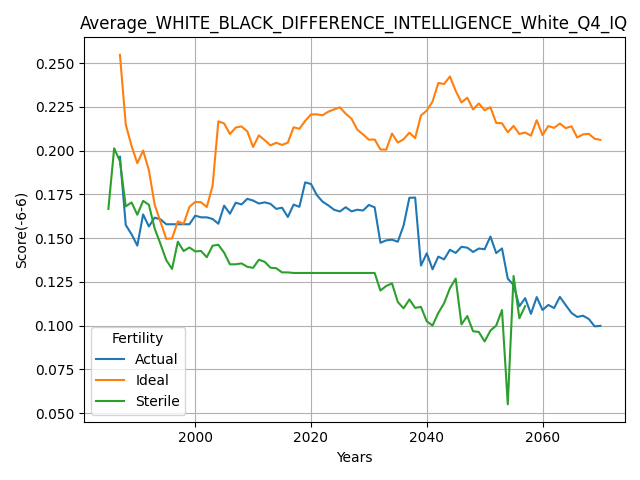 Average_WHITE_BLACK_DIFFERENCE_INTELLIGENCE_White_Q4_IQ
Score(-6-6)
0.250
0.225
0.200
0.175
0.150
0.125
0.100
0.075
0.050
Fertility
Actual
Ideal
Sterile
2000 2020 2040 2060
Years